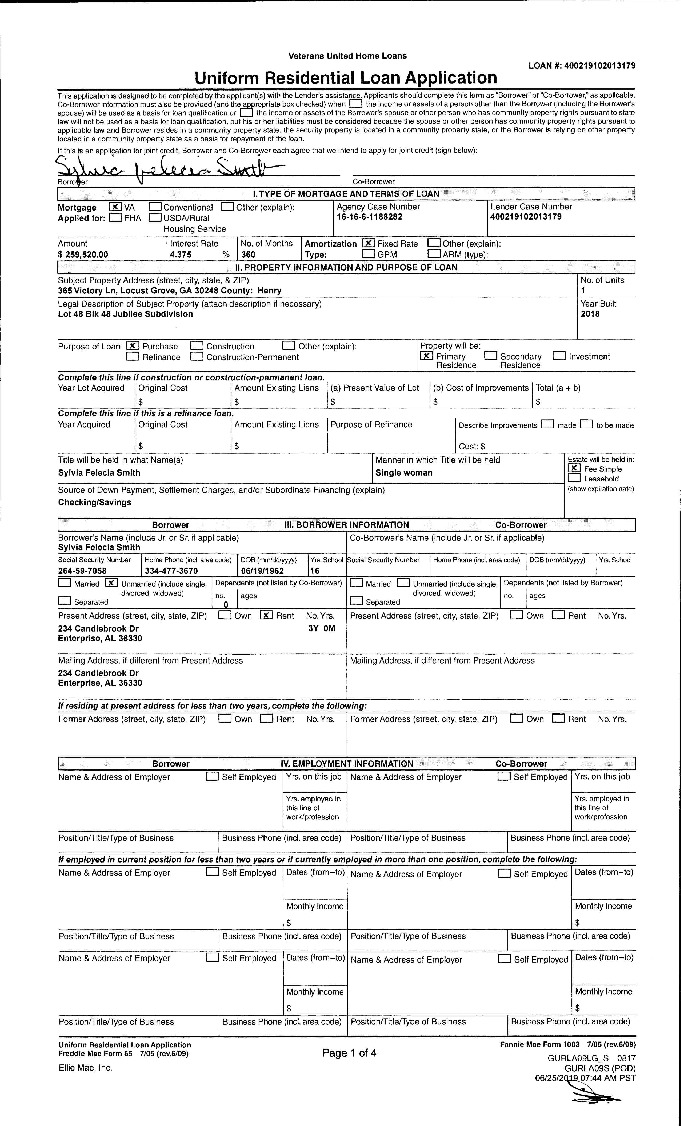 Veterans United Home Loans
LOAN #: 400219102013179
Uniform Residential Loan Application
This application is designed to be completed by the applicant(s) with the Lender's assistance. Applicants should complete this form as "Borrower" or "Co-Borrower," as applicable.
Co-Borrower information must also be provided (and the appropriate box checked) when the income or assets of a person other than the Borrower (including the Borrower's
spouse) will be used as a basis for loan qualification or the income or assets of the Borrower's spouse or other person who has community property rights pursuant to state
law will not be used as a basis for loan qualification, but his or her liabilities must be considered because the spouse or other person has community property rights pursuant to
applicable law and Borrower resides in a community property state, the security property is located in a community property state, or the Borrower is relying on other property
located in a community property state as a basis for repayment of the loan.
If this is an application for joint credit, Borrower and Co-Borrower each agree that we intend to apply for joint credit (sign below):
Sylvia Felecia Smith
Borrower Co-Borrower
I. TYPE OF MORTGAGE AND TERMS OF LOAN
Mortgage X VA Conventional Other (explain): Agency Case Number Lender Case Number
Applied for: FHA USDA/Rural 16-16-6-1188282 400219102013179
Housing Service
Amount Interest Rate No. of Months Amortization X Fixed Rate Other (explain):
$ 259,520.00 4.375 % 360 Type: GPM ARM (type):
II. PROPERTY INFORMATION AND PURPOSE OF LOAN
Subject Property Address (street, city, state, & ZIP) No. of Units
365 Victory Ln, Locust Grove, GA 30248 County: Henry 1
Legal Description of Subject Property (attach description if necessary) Year Built
Lot 48 Blk 48 Jubilee Subdivision 2018
Purpose of Loan X Purchase Construction Other (explain): Property will be:
Refinance Construction-Permanent X Primary Residence Secondary Residence Investment
Complete this line if construction or construction-permanent loan.
Year Lot Acquired Original Cost Amount Existing Liens (a) Present Value of Lot (b) Cost of Improvements Total (a + b)
$ $ $ $ $
Complete this line if this is a refinance loan.
Year Acquired Original Cost Amount Existing Liens Purpose of Refinance Describe Improvements made to be made
$ $ Cost: $
Title will be held in what Name(s) Manner in which Title will be held Estate will be held in:
Sylvia Felecia Smith Single woman X Fee Simple
Leasehold
Source of Down Payment, Settlement Charges, and/or Subordinate Financing (explain) (show expiration date)
Checking/Savings
Borrower III. BORROWER INFORMATION Co-Borrower
Borrower's Name (include Jr. or Sr. if applicable) Co-Borrower's Name (include Jr. or Sr. if applicable)
Sylvia Felecia Smith
Social Security Number Home Phone (incl. area code) DOB (mm/dd/yyyy) Yrs. School Social Security Number Home Phone (incl. area code) DOB (mm/dd/yyyy) Yrs. School
264-59-7058 334-477-3670 06/19/1962 16
Married X Unmarried (include single, Dependents (not listed by Co-Borrower) Married Unmarried (include single, Dependents (not listed by Borrower)
Separated divorced, widowed) no. ages Separated divorced, widowed) no. ages
0
Present Address (street, city, state, ZIP) Own X Rent No. Yrs. Present Address (street, city, state, ZIP) Own Rent No. Yrs.
234 Candlebrook Dr 3Y 0M
Enterprise, AL 36330
Mailing Address, if different from Present Address Mailing Address, if different from Present Address
234 Candlebrook Dr
Enterprise, AL 36330
If residing at present address for less than two years, complete the following:
Former Address (street, city, state, ZIP) Own Rent No. Yrs. Former Address (street, city, state, ZIP) Own Rent No. Yrs.
Borrower IV. EMPLOYMENT INFORMATION Co-Borrower
Name & Address of Employer Self Employed Yrs. on this job Name & Address of Employer Self Employed Yrs. on this job
Yrs. employed in Yrs. employed in
this line of this line of
work/profession work/profession
Position/Title/Type of Business Business Phone (incl. area code) Position/Title/Type of Business Business Phone (incl. area code)
If employed in current position for less than two years or if currently employed in more than one position, complete the following:
Name & Address of Employer Self Employed Dates (from–to) Name & Address of Employer Self Employed Dates (from–to)
Monthly Income Monthly Income
$ $
Position/Title/Type of Business Business Phone (incl. area code) Position/Title/Type of Business Business Phone (incl. area code)
Name & Address of Employer Self Employed Dates (from–to) Name & Address of Employer Self Employed Dates (from–to)
Monthly Income Monthly Income
$ $
Position/Title/Type of Business Business Phone (incl. area code) Position/Title/Type of Business Business Phone (incl. area code)
Uniform Residential Loan Application Fannie Mae Form 1003 7/05 (rev.6/09)
Freddie Mac Form 65 7/05 (rev.6/09) Page 1 of 4
GURLA09LG_S 0817
Ellie Mae, Inc. GURLA09S (POD)
06/25/2019 07:44 AM PST